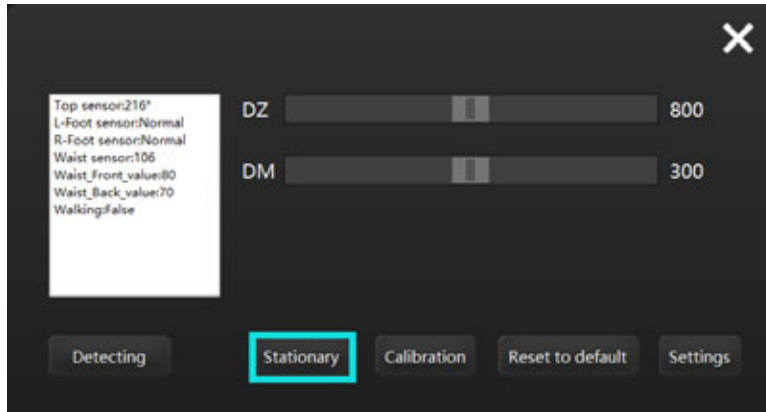 Top sensor:216°
L-Foot sensor:Normal
R-Foot sensor:Normal
Waist sensor:106
Waist_Front_value:80
Waist_Back_value:70
Walking:False
DZ 800
DM 300
Detecting Stationary Calibration Reset to default Settings